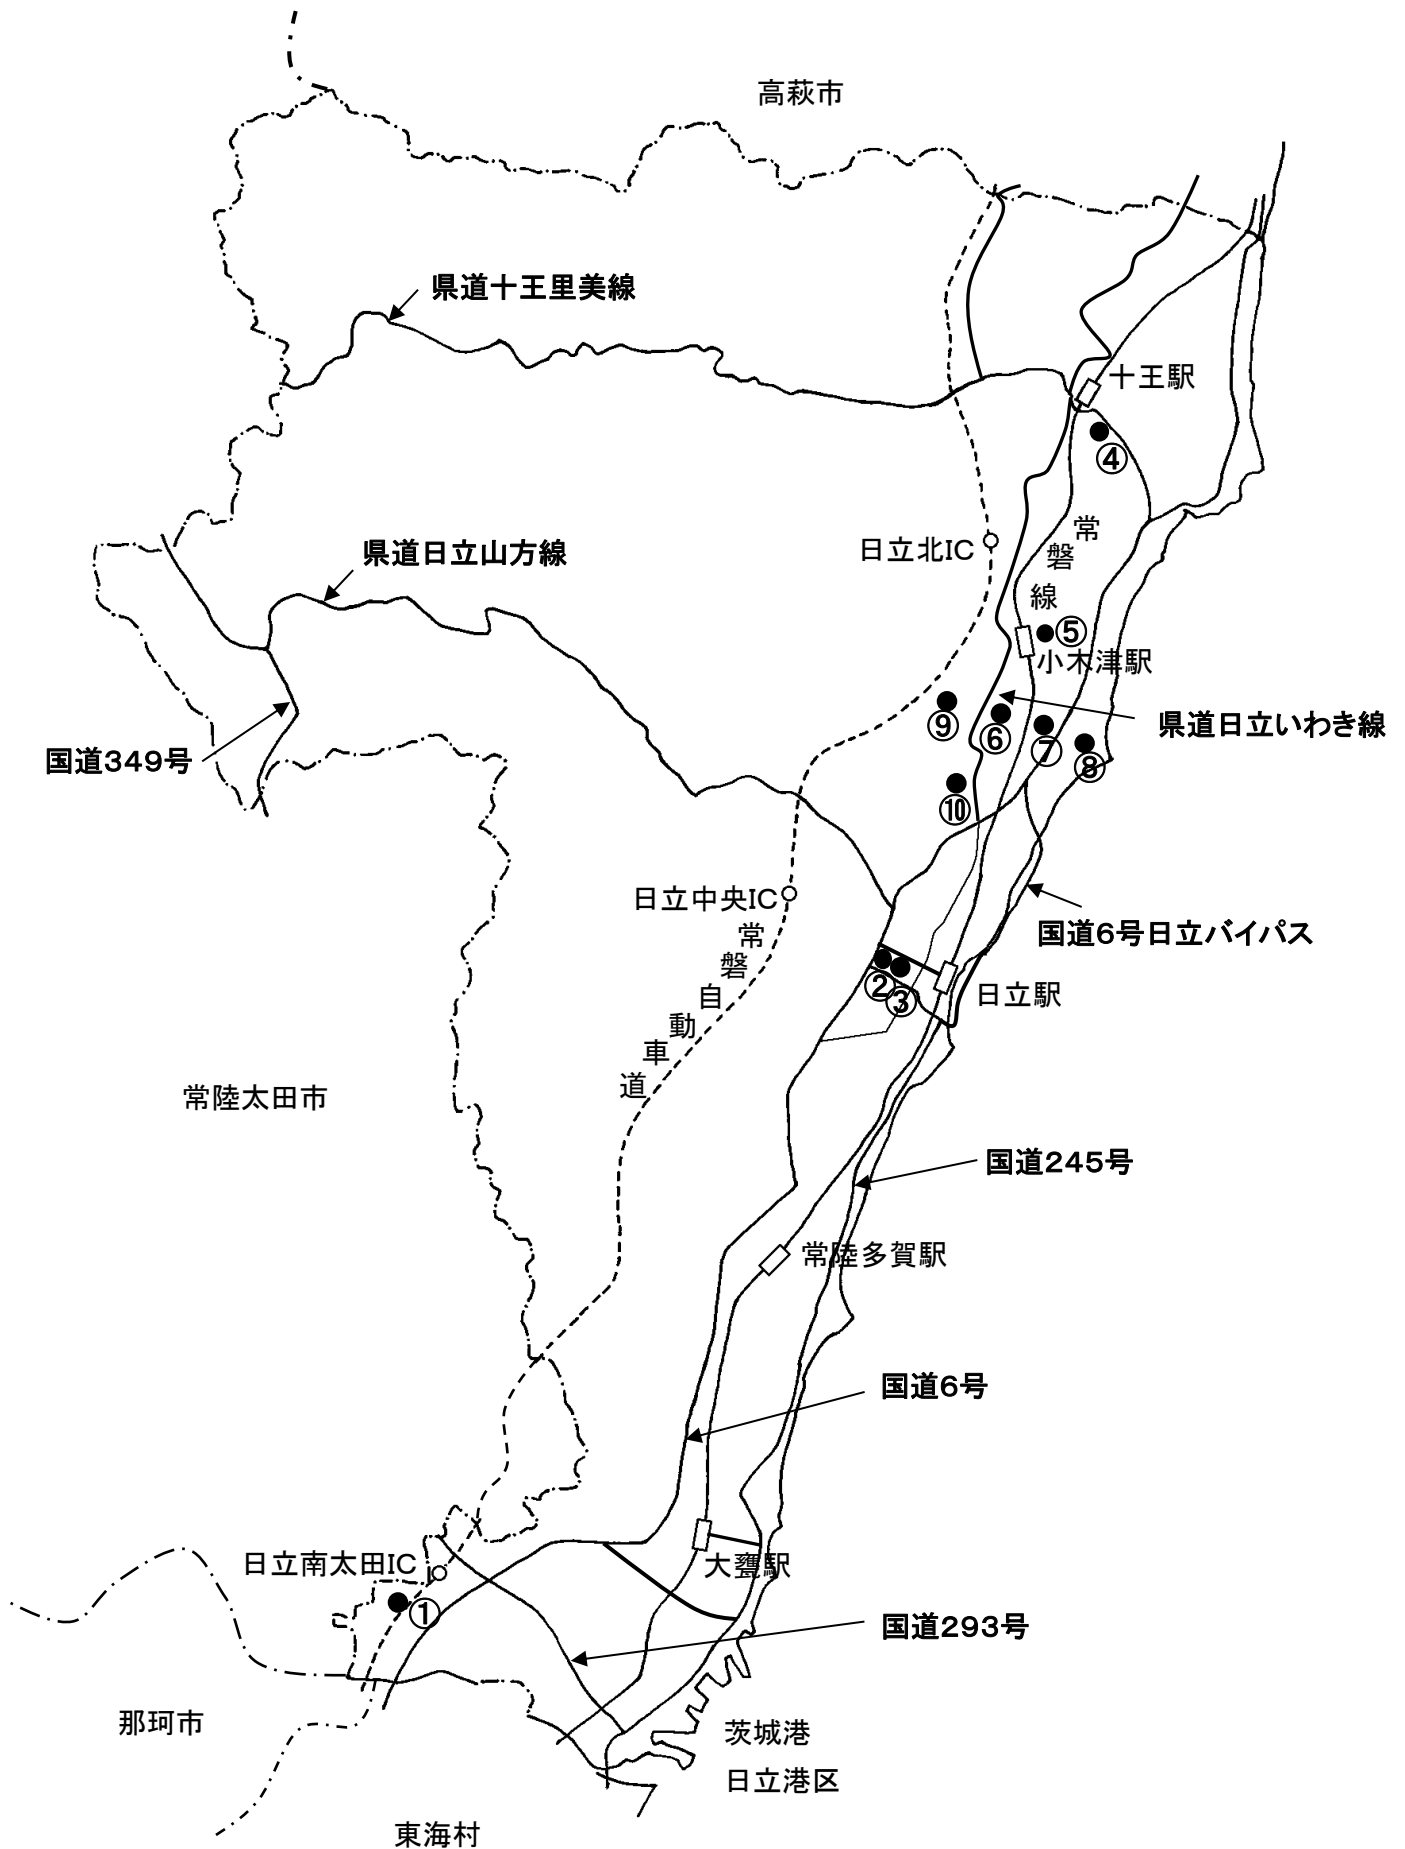 高萩市
県道十王里美線
十王駅
④
常磐線
日立北IC
県道日立山方線
⑤
小木津駅
⑨
⑥
⑦
⑧
県道日立いわき線
国道349号
⑩
日立中央IC
国道6号日立バイパス
常磐自動車道
②
③
日立駅
常陸太田市
国道245号
常陸多賀駅
国道6号
日立南太田IC
大甕駅
①
国道293号
那珂市
茨城港
日立港区
東海村